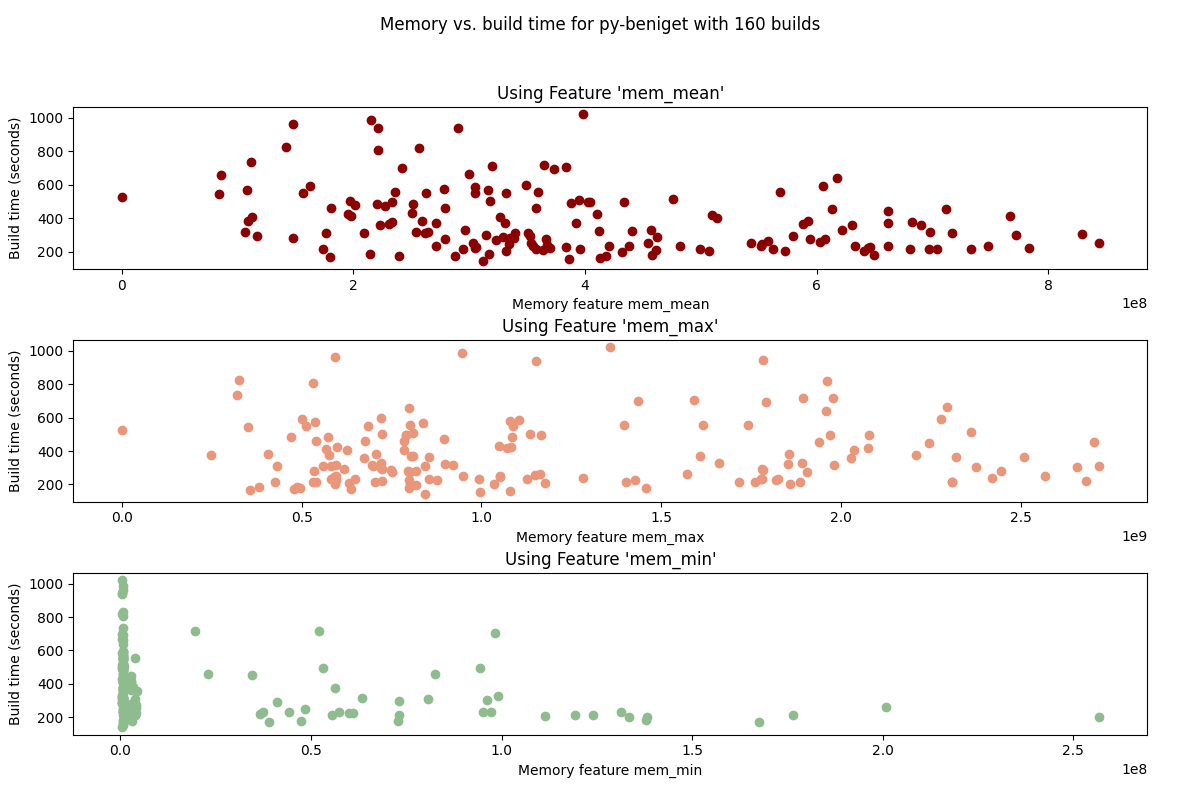 Memory vs. build time for py-beniget with 160 builds
Using Feature 'mem_mean'
Build time (seconds)
1000
800
600
400
200
0 2 4 6 8
1e8
Memory feature mem_mean
Using Feature 'mem_max'
Build time (seconds)
1000
800
600
400
200
0.0 0.5 1.0 1.5 2.0 2.5
1e9
Memory feature mem_max
Using Feature 'mem_min'
Build time (seconds)
1000
800
600
400
200
0.0 0.5 1.0 1.5 2.0 2.5
1e8
Memory feature mem_min